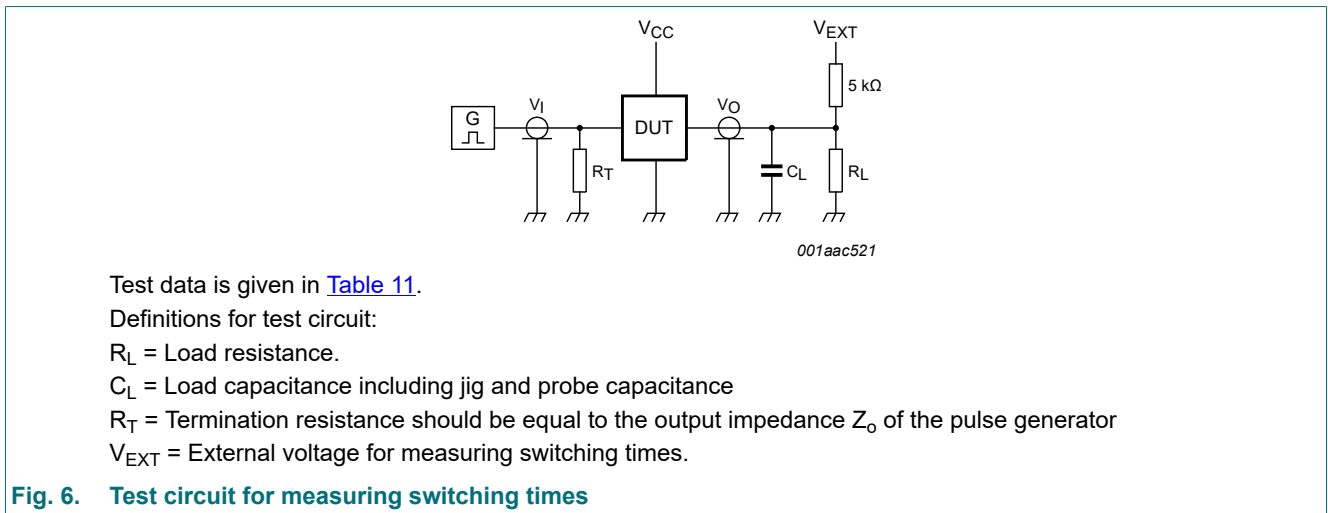 VCC
VEXT
5 kΩ
G
VI
DUT
VO
RT
CL
RL
001aac521
Test data is given in Table 11.
Definitions for test circuit:
RL = Load resistance.
CL = Load capacitance including jig and probe capacitance
RT = Termination resistance should be equal to the output impedance Zo of the pulse generator
VEXT = External voltage for measuring switching times.
Fig. 6. Test circuit for measuring switching times